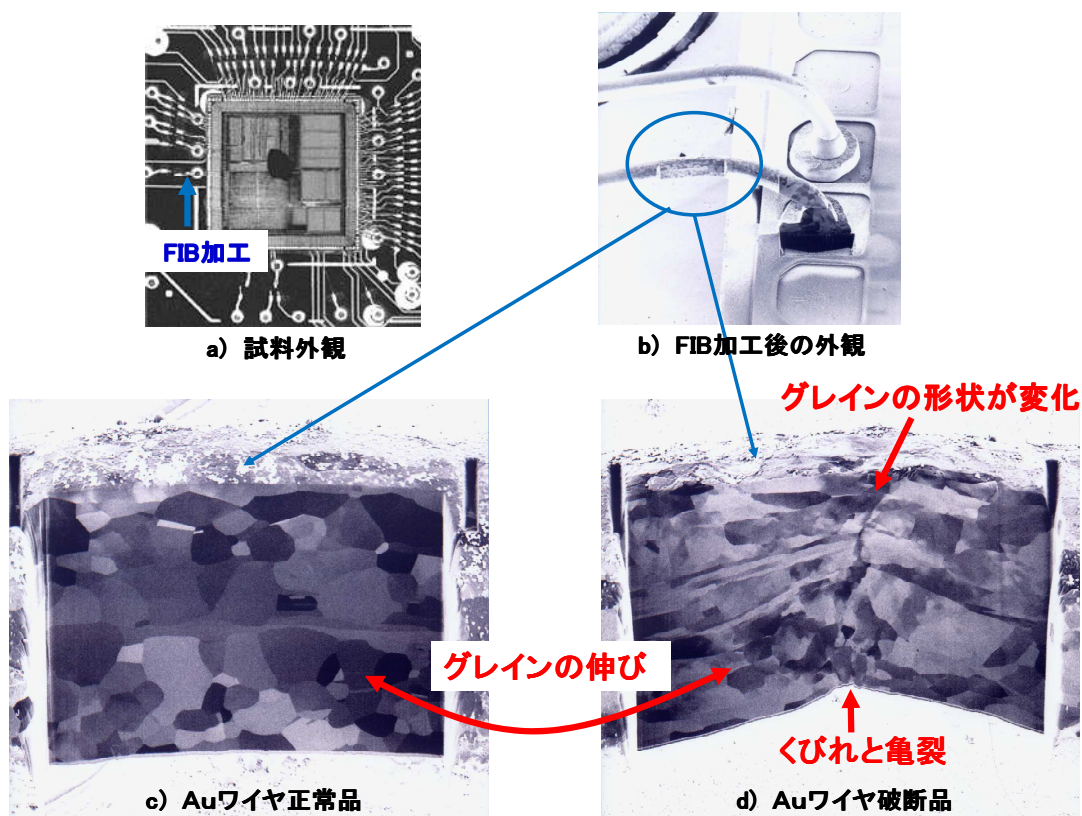 FIB加工
a) 試料外観
b) FIB加工後の外観
グレインの形状が変化
グレインの伸び
くびれと亀裂
c) Auワイヤ正常品
d) Auワイヤ破断品